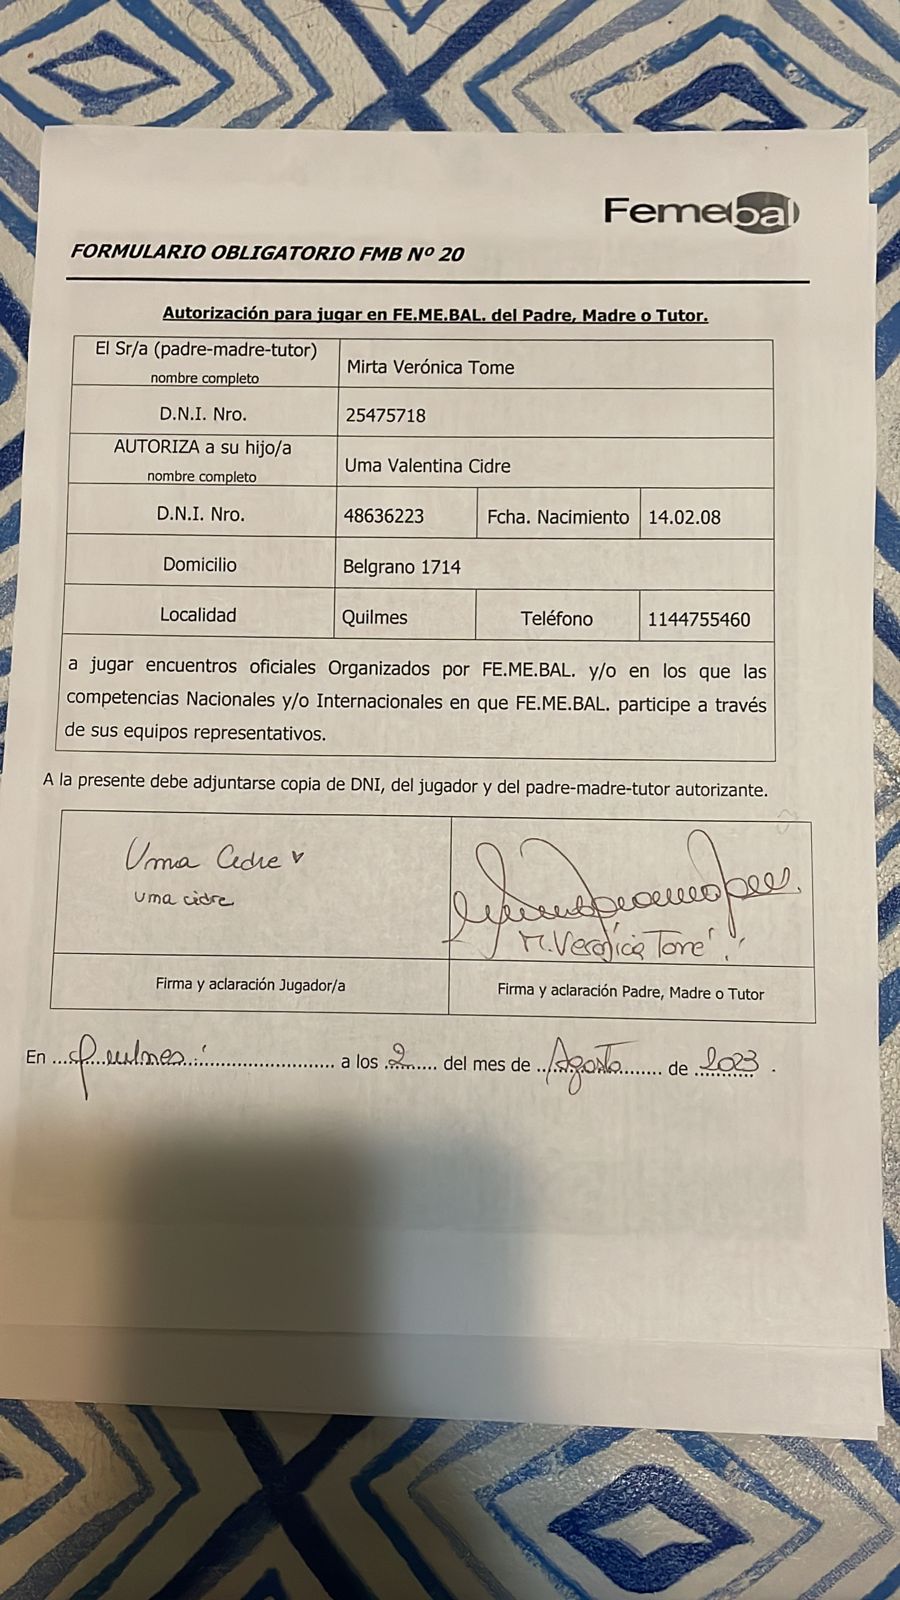 Femebal
FORMULARIO OBLIGATORIO FMB Nº 20
Autorización para jugar en FE.ME.BAL. del Padre, Madre o Tutor.
El Sr/a (padre-madre-tutor)
nombre completo
Mirta Verónica Tome
D.N.I. Nro.
25475718
AUTORIZA a su hijo/a
nombre completo
Uma Valentina Cidre
D.N.I. Nro.
48636223
Fcha. Nacimiento
14.02.08
Domicilio
Belgrano 1714
Localidad
Quilmes
Teléfono
1144755460
a jugar encuentros oficiales Organizados por FE.ME.BAL. y/o en los que las
competencias Nacionales y/o Internacionales en que FE.ME.BAL. participe a través
de sus equipos representativos.
A la presente debe adjuntarse copia de DNI, del jugador y del padre-madre-tutor autorizante.
Uma Cidre
uma cidre
M. Verónica Tomé
Firma y aclaración Jugador/a
Firma y aclaración Padre, Madre o Tutor
En ...Quilmes... a los 2 ... del mes de ...Agosto... de 2023 .